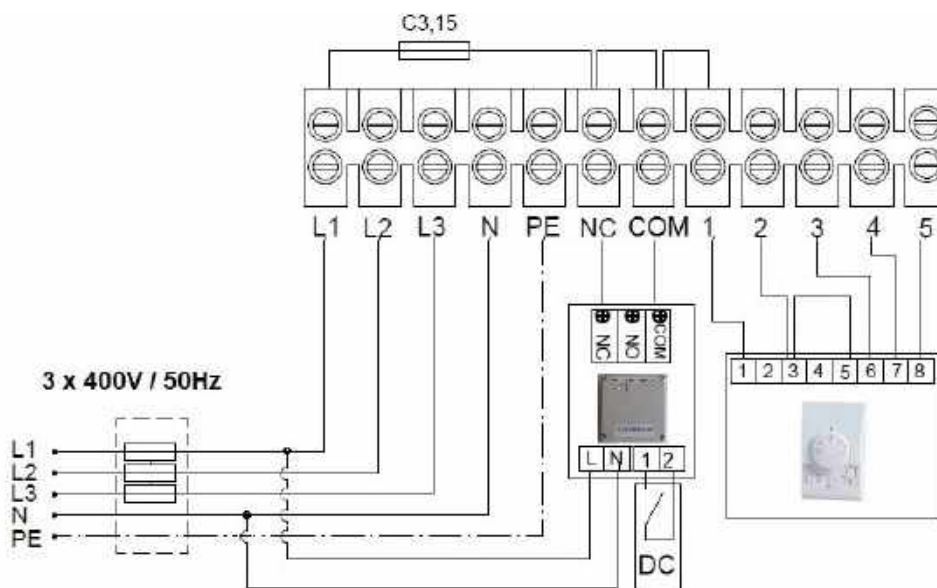 C3,15
L1 L2 L3 N PE NC COM 1 2 3 4 5
NC NO COM
1 2 3 4 5 6 7 8
3 x 400V / 50Hz
L1
L2
L3
N
PE
L N 1 2
DC